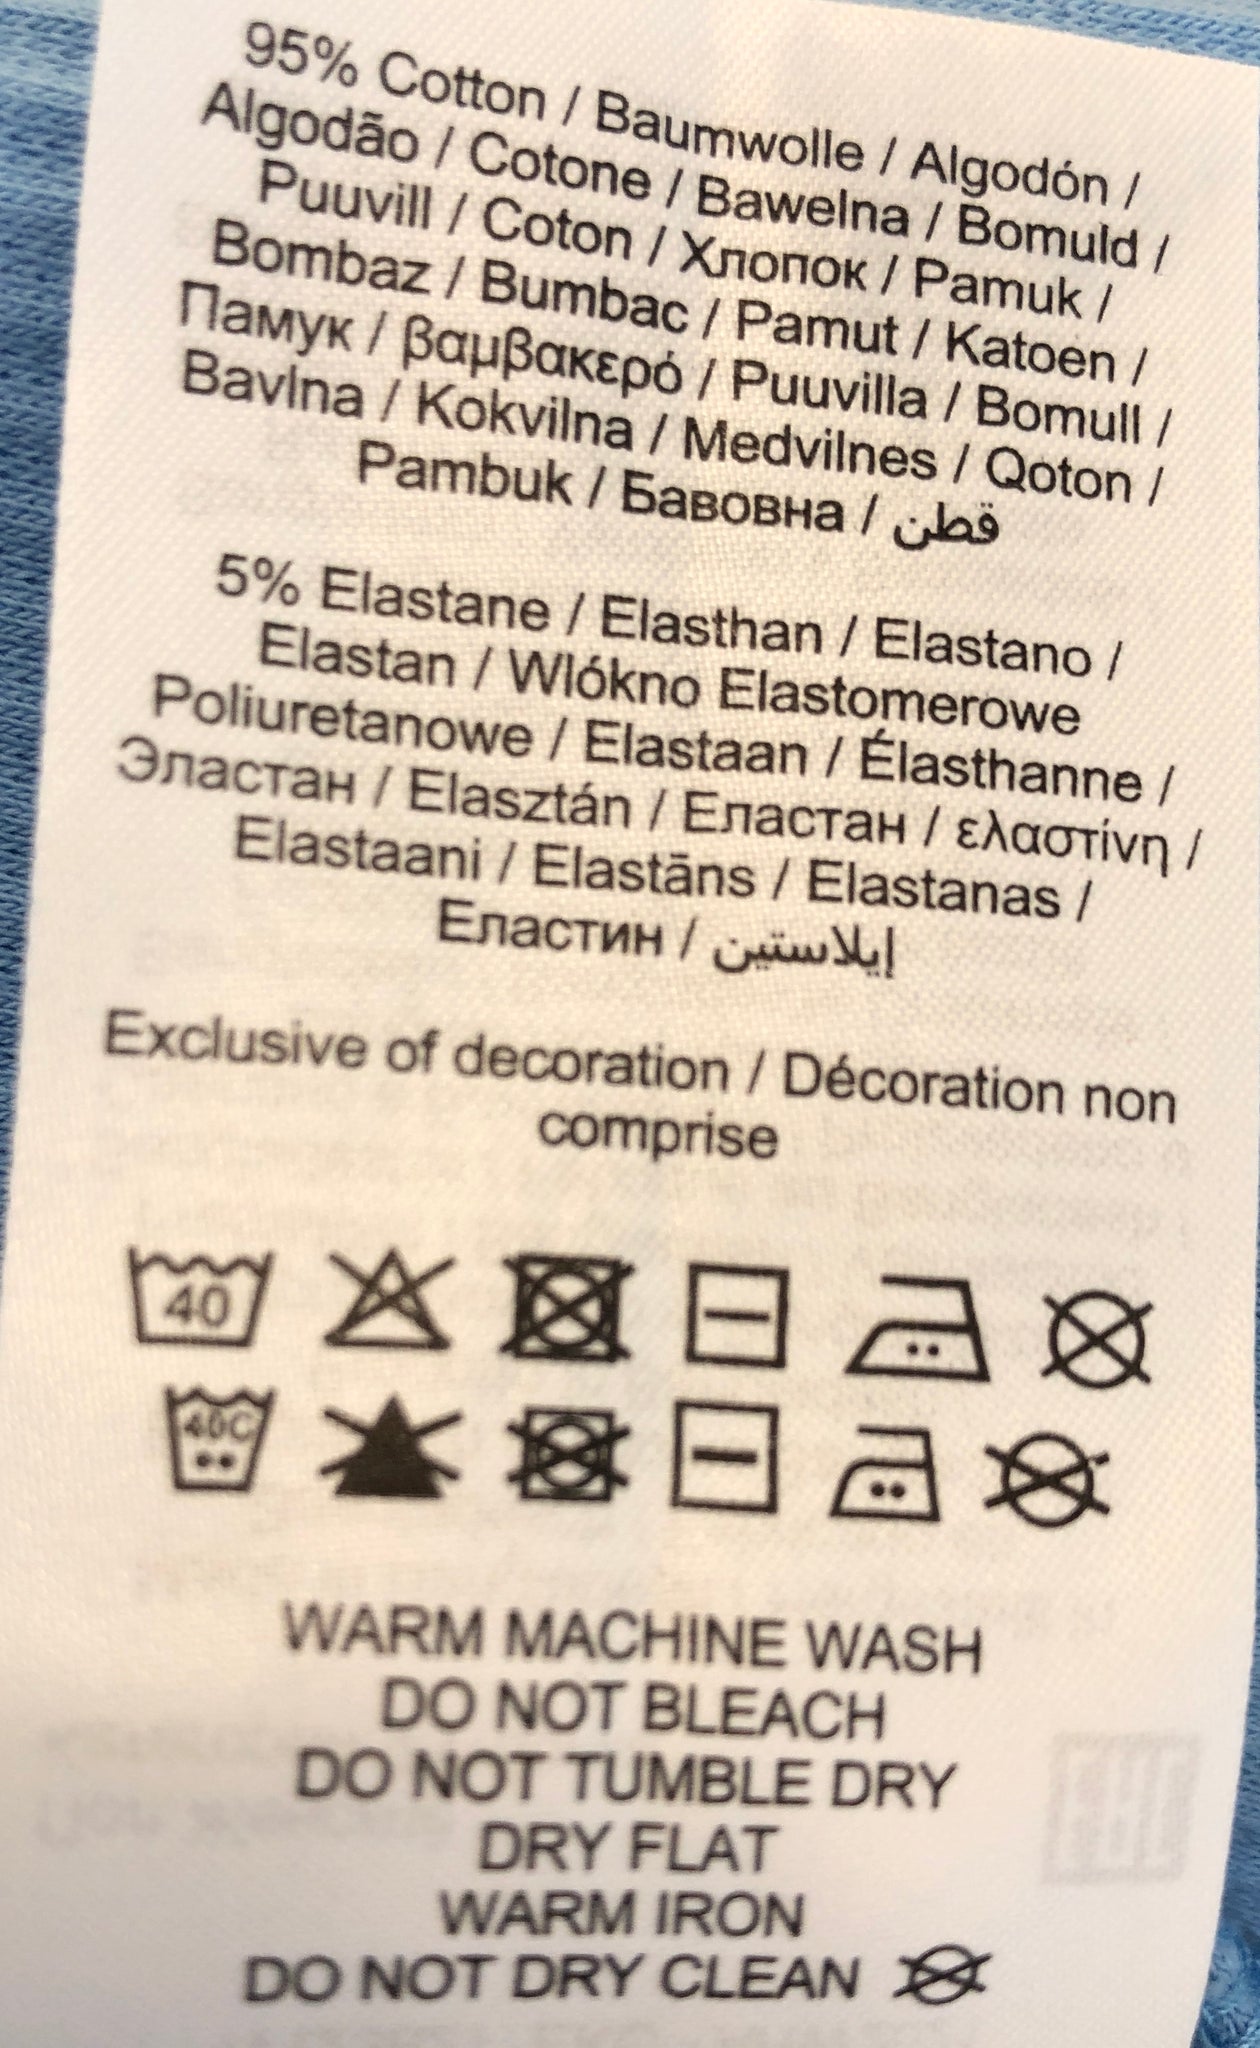 95% Cotton / Baumwolle / Algodón /
Algodão / Cotone / Bawelna / Bomuld /
Puuvill / Coton / Хлопок / Pamuk /
Bombaz / Bumbac / Pamut / Katoen /
Памук / βαμβακερό / Puuvilla / Bomull /
Bavlna / Kokvilna / Medvilnes / Qoton /
Pambuk / Бавовна / قطن
5% Elastane / Elasthan / Elastano /
Elastan / Wlókno Elastomerowe
Poliuretanowe / Elastaan / Élasthanne /
Эластан / Elasztán / Еластан / ελαστίνη /
Elastaani / Elastāns / Elastanas /
Еластин / إيلاستين
Exclusive of decoration / Décoration non
comprise
40
40C
WARM MACHINE WASH
DO NOT BLEACH
DO NOT TUMBLE DRY
DRY FLAT
WARM IRON
DO NOT DRY CLEAN